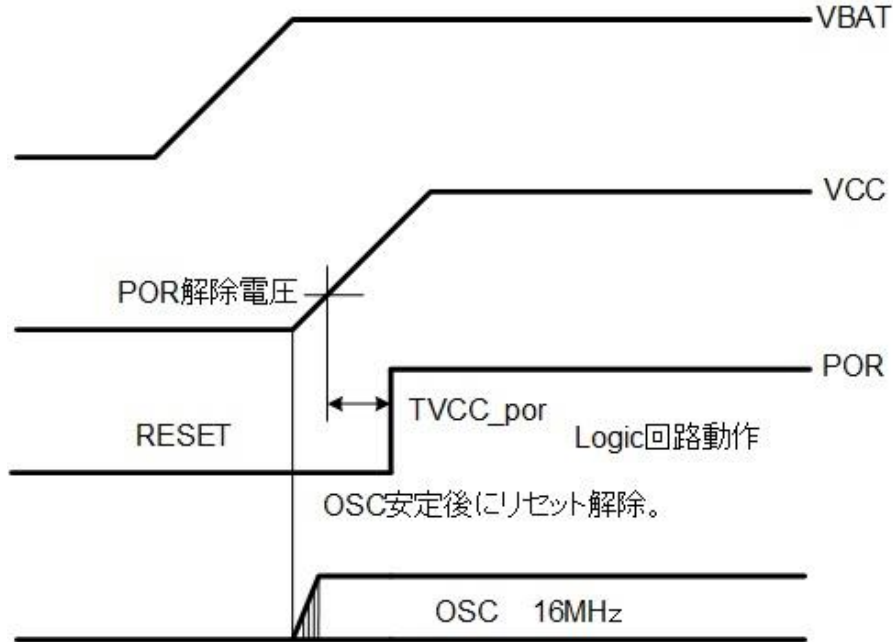 VBAT
VCC
POR解除電圧
POR
TVCC_por
RESET
Logic回路動作
OSC安定後にリセット解除。
OSC 16MHz